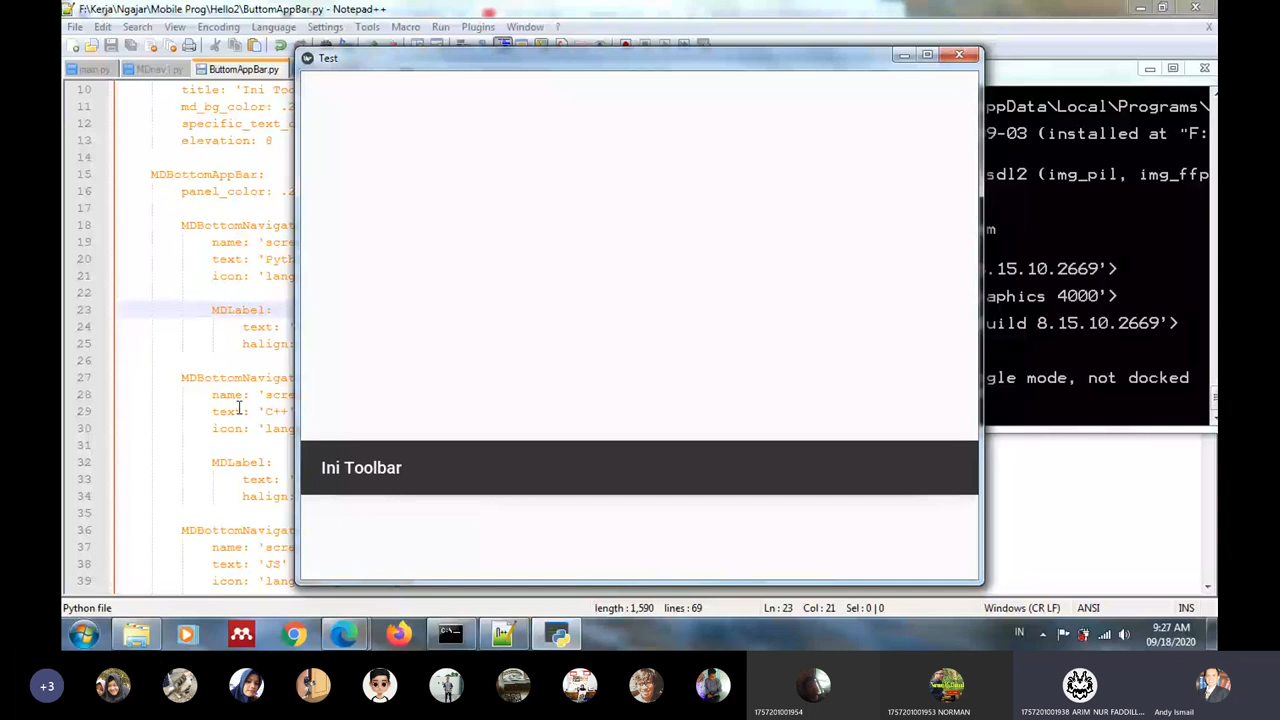 F:\Kerja\Ngajar\Mobile Prog\Hello2\ButtomAppBar.py - Notepad++
File Edit Search View Encoding Language Settings Tools Macro Run Plugins Window ?
main.py MDnav1.py ButtomAppBar.py
Test
10 title: 'Ini Too
11 md_bg_color: .2
12 specific_text_c
13 elevation: 8
14
15 MDBottomAppBar:
16 panel_color: .2
17
18 MDBottomNavigat
19 name: 'scre
20 text: 'Pyth
21 icon: 'lang
22
23 MDLabel:
24 text: '
25 halign:
26
27 MDBottomNavigat
28 name: 'scre
29 text: 'C++'
30 icon: 'lang
31
32 MDLabel:
33 text: '
34 halign:
35
36 MDBottomNavigat
37 name: 'scre
38 text: 'JS'
39 icon: 'lang
Ini Toolbar
ppData\Local\Programs\
9-03 (installed at "F:
sdl2 (img_pil, img_ffp
m
.15.10.2669'>
aphics 4000'>
uild 8.15.10.2669'>
gle mode, not docked
Python file length : 1,590 lines : 69 Ln : 23 Col : 21 Sel : 0 | 0 Windows (CR LF) ANSI INS
IN 9:27 AM
09/18/2020
+3
1757201001954
1757201001953 NORMAN
1757201001938 ARIM NUR FADDILL...
Andy Ismail